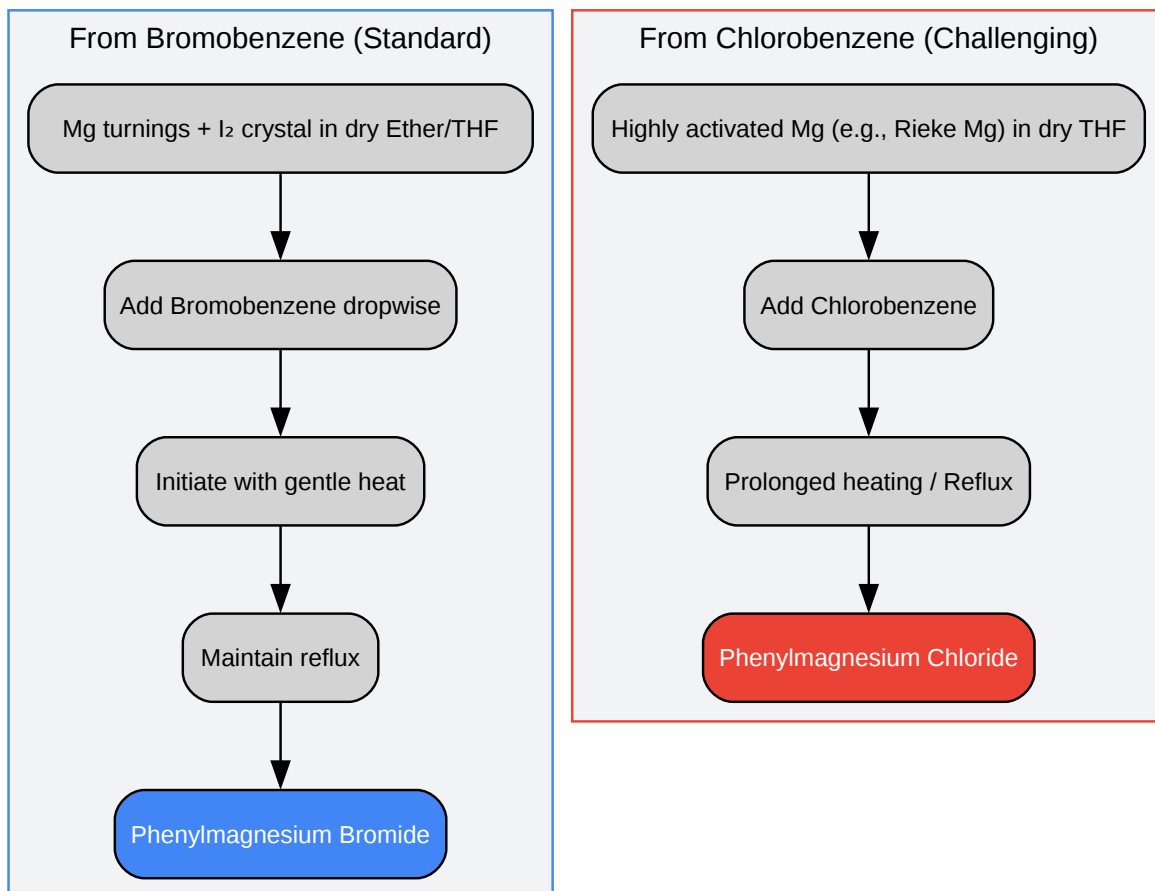 From Bromobenzene (Standard)
Mg turnings + I₂ crystal in dry Ether/THF
Add Bromobenzene dropwise
Initiate with gentle heat
Maintain reflux
Phenylmagnesium Bromide
From Chlorobenzene (Challenging)
Highly activated Mg (e.g., Rieke Mg) in dry THF
Add Chlorobenzene
Prolonged heating / Reflux
Phenylmagnesium Chloride